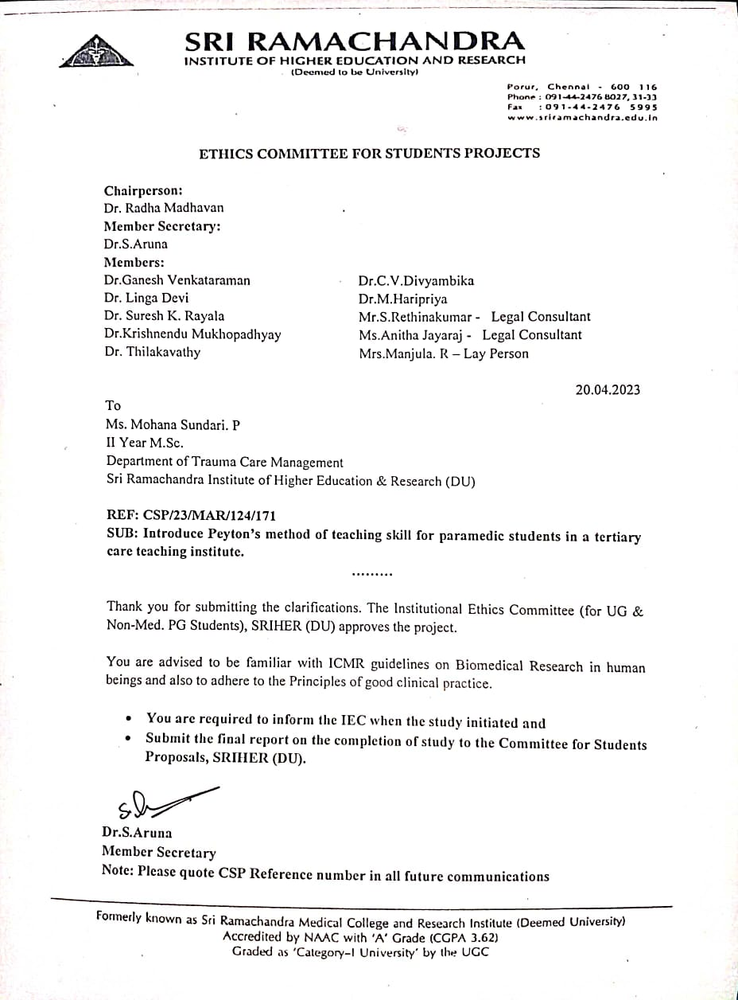 SRI RAMACHANDRA
INSTITUTE OF HIGHER EDUCATION AND RESEARCH
(Deemed to be University)
Porur, Chennai - 600 116
Phone : 091-44-2476 8027, 31-33
Fax : 091-44-2476 5995
www.sriramachandra.edu.in
ETHICS COMMITTEE FOR STUDENTS PROJECTS
Chairperson:
Dr. Radha Madhavan
Member Secretary:
Dr.S.Aruna
Members:
Dr.Ganesh Venkataraman
Dr. Linga Devi
Dr. Suresh K. Rayala
Dr.Krishnendu Mukhopadhyay
Dr. Thilakavathy
Dr.C.V.Divyambika
Dr.M.Haripriya
Mr.S.Rethinakumar - Legal Consultant
Ms.Anitha Jayaraj - Legal Consultant
Mrs.Manjula. R – Lay Person
20.04.2023
To
Ms. Mohana Sundari. P
II Year M.Sc.
Department of Trauma Care Management
Sri Ramachandra Institute of Higher Education & Research (DU)
REF: CSP/23/MAR/124/171
SUB: Introduce Peyton's method of teaching skill for paramedic students in a tertiary
care teaching institute.
.........
Thank you for submitting the clarifications. The Institutional Ethics Committee (for UG &
Non-Med. PG Students), SRIHER (DU) approves the project.
You are advised to be familiar with ICMR guidelines on Biomedical Research in human
beings and also to adhere to the Principles of good clinical practice.
• You are required to inform the IEC when the study initiated and
• Submit the final report on the completion of study to the Committee for Students
Proposals, SRIHER (DU).
Dr.S.Aruna
Member Secretary
Note: Please quote CSP Reference number in all future communications
Formerly known as Sri Ramachandra Medical College and Research Institute (Deemed University)
Accredited by NAAC with 'A' Grade (CGPA 3.62)
Graded as 'Category-I University' by the UGC